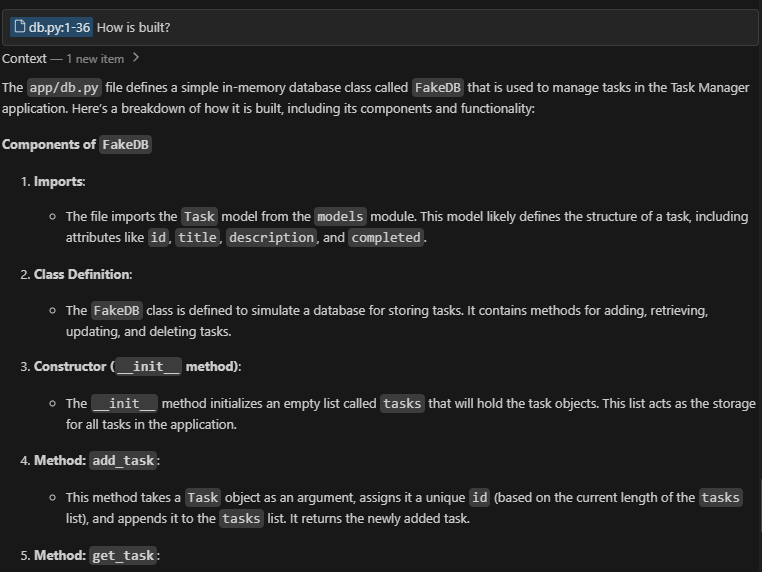 db.py:1-36 How is built?
Context — 1 new item >
The app/db.py file defines a simple in-memory database class called FakeDB that is used to manage tasks in the Task Manager
application. Here's a breakdown of how it is built, including its components and functionality:
Components of FakeDB
1. Imports:
○ The file imports the Task model from the models module. This model likely defines the structure of a task, including
attributes like id, title, description, and completed.
2. Class Definition:
○ The FakeDB class is defined to simulate a database for storing tasks. It contains methods for adding, retrieving,
updating, and deleting tasks.
3. Constructor (__init__ method):
○ The __init__ method initializes an empty list called tasks that will hold the task objects. This list acts as the storage
for all tasks in the application.
4. Method: add_task:
○ This method takes a Task object as an argument, assigns it a unique id (based on the current length of the tasks
list), and appends it to the tasks list. It returns the newly added task.
5. Method: get_task: